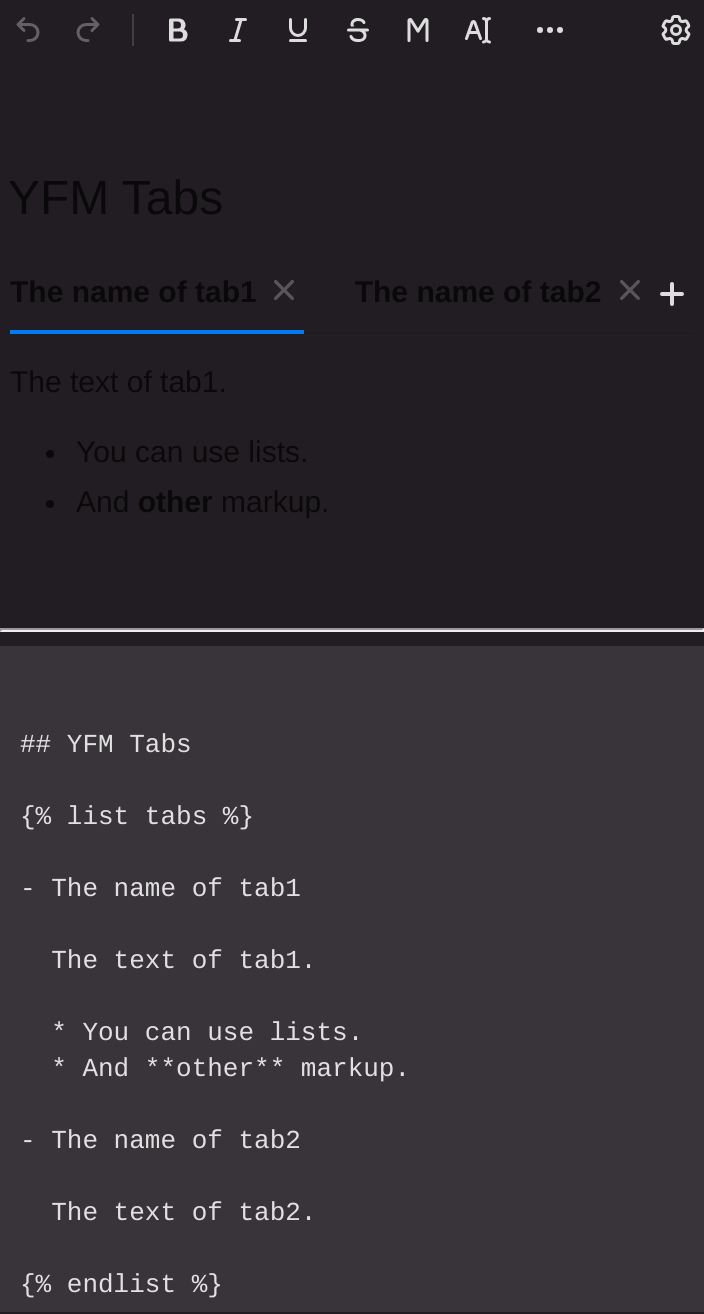 B I U S M AI
YFM Tabs
The name of tab1 The name of tab2
The text of tab1.
• You can use lists.
• And other markup.
## YFM Tabs
{% list tabs %}
- The name of tab1
The text of tab1.
* You can use lists.
* And **other** markup.
- The name of tab2
The text of tab2.
{% endlist %}